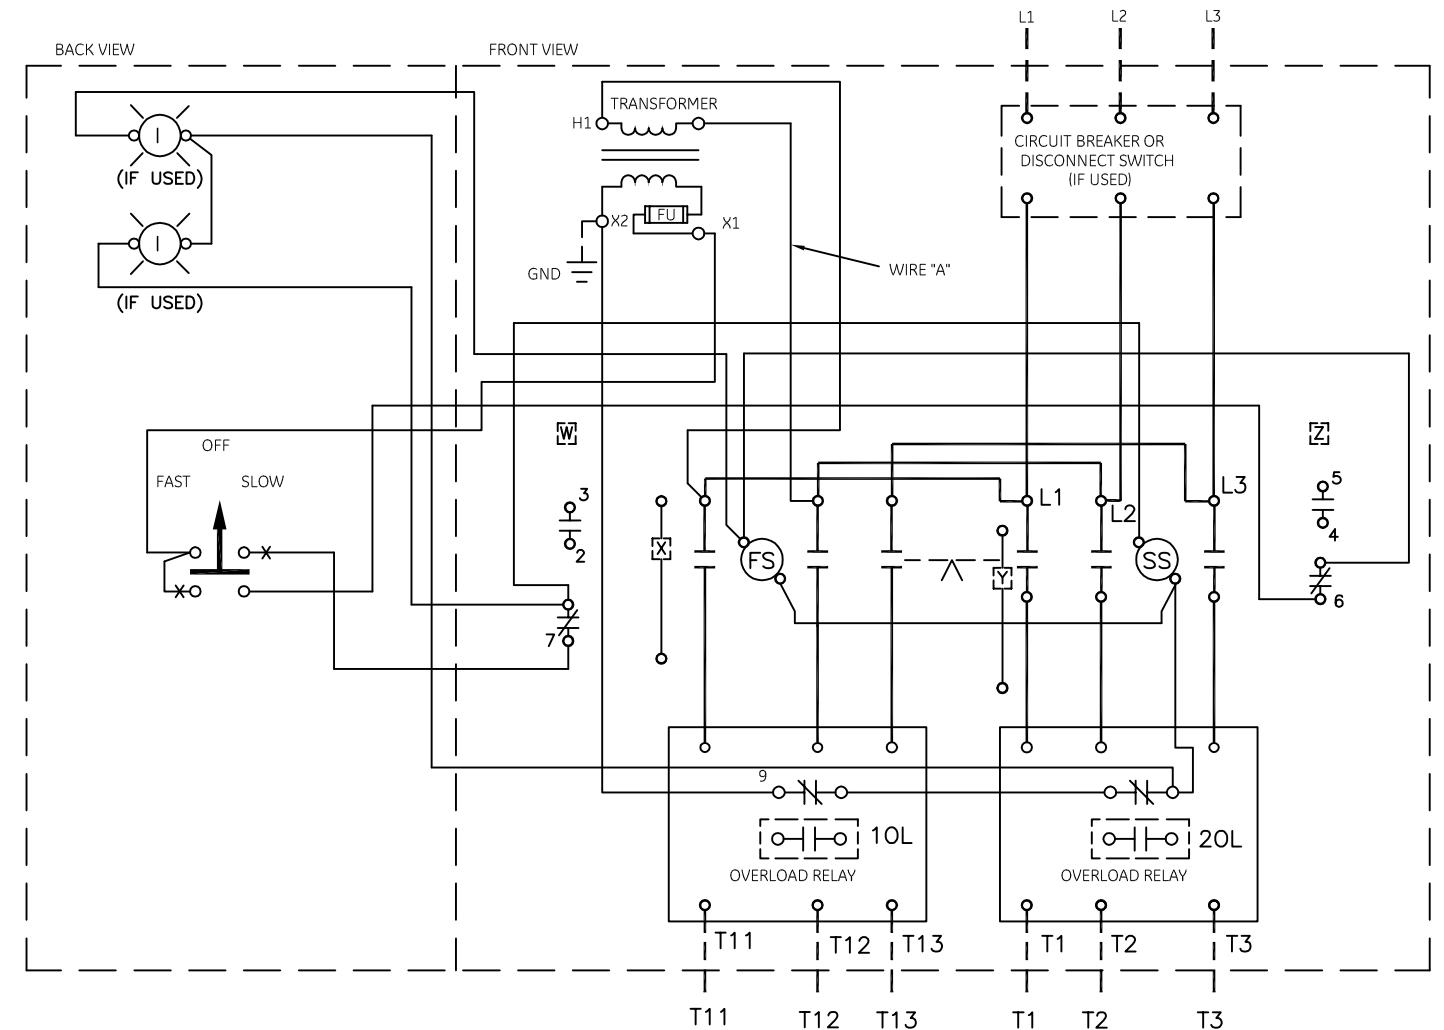 L1 L2 L3
BACK VIEW
FRONT VIEW
TRANSFORMER
H1
CIRCUIT BREAKER OR
DISCONNECT SWITCH
(IF USED)
I
(IF USED)
FU
X2
X1
I
GND
WIRE "A"
(IF USED)
OFF
W
Z
FAST
SLOW
5
L1
L3
3
L2
4
2
X
FS
SS
Y
6
7
9
1OL
2OL
OVERLOAD RELAY
OVERLOAD RELAY
T11 T12 T13 T1 T2 T3
T11 T12 T13 T1 T2 T3